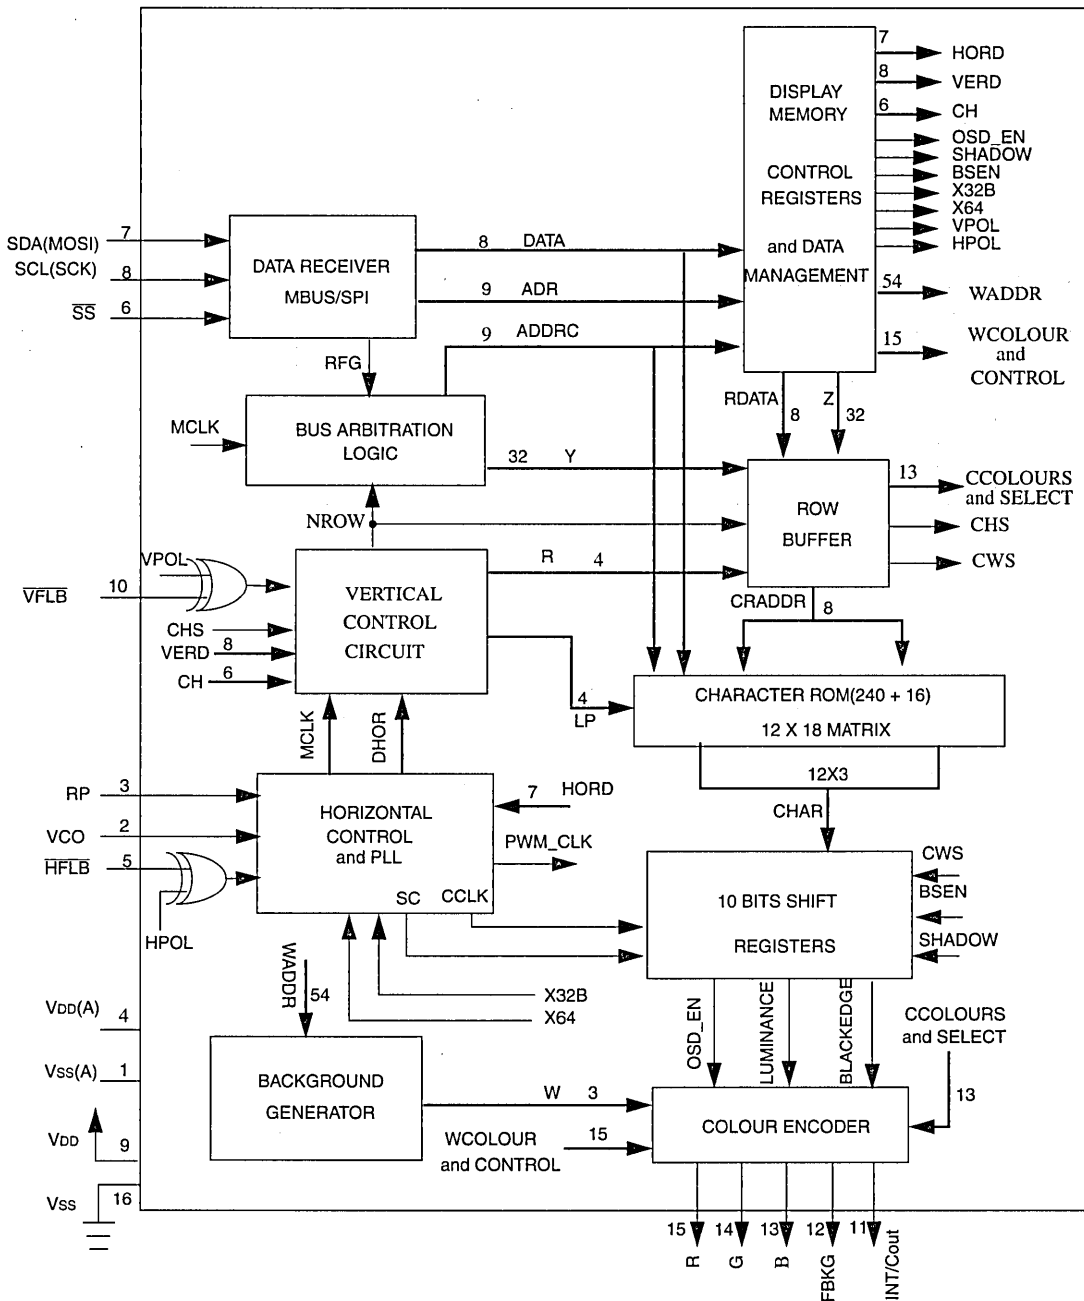 7
HORD
8
VERD
6
CH
OSD_EN
SHADOW
BSEN
X32B
X64
VPOL
HPOL
54
WADDR
15
WCOLOUR
and
CONTROL
DISPLAY
MEMORY
CONTROL
REGISTERS
and DATA
MANAGEMENT
SDA(MOSI)
7
SCL(SCK)
8
SS
6
DATA RECEIVER
MBUS/SPI
8 DATA
9 ADR
9 ADDRC
RFG
RDATA
8
Z
32
MCLK
BUS ARBITRATION
LOGIC
32 Y
NROW
ROW
BUFFER
13
CCOLOURS
and SELECT
CHS
CWS
VPOL
VFLB
10
CHS
VERD 8
CH 6
VERTICAL
CONTROL
CIRCUIT
R 4
CRADDR
8
4
LP
CHARACTER ROM(240 + 16)
12 X 18 MATRIX
MCLK
DHOR
12X3
CHAR
RP
3
VCO
2
HFLB
5
HPOL
HORIZONTAL
CONTROL
and PLL
SC
CCLK
7 HORD
PWM_CLK
10 BITS SHIFT
REGISTERS
CWS
BSEN
SHADOW
WADDR
54
X32B
X64
OSD_EN
LUMINANCE
BLACKEDGE
CCOLOURS
and SELECT
13
VDD(A)
4
VSS(A)
1
VDD
9
VSS
16
BACKGROUND
GENERATOR
W 3
WCOLOUR
and CONTROL
15
COLOUR ENCODER
15
R
14
G
13
B
12
FBKG
11
INT/Cout